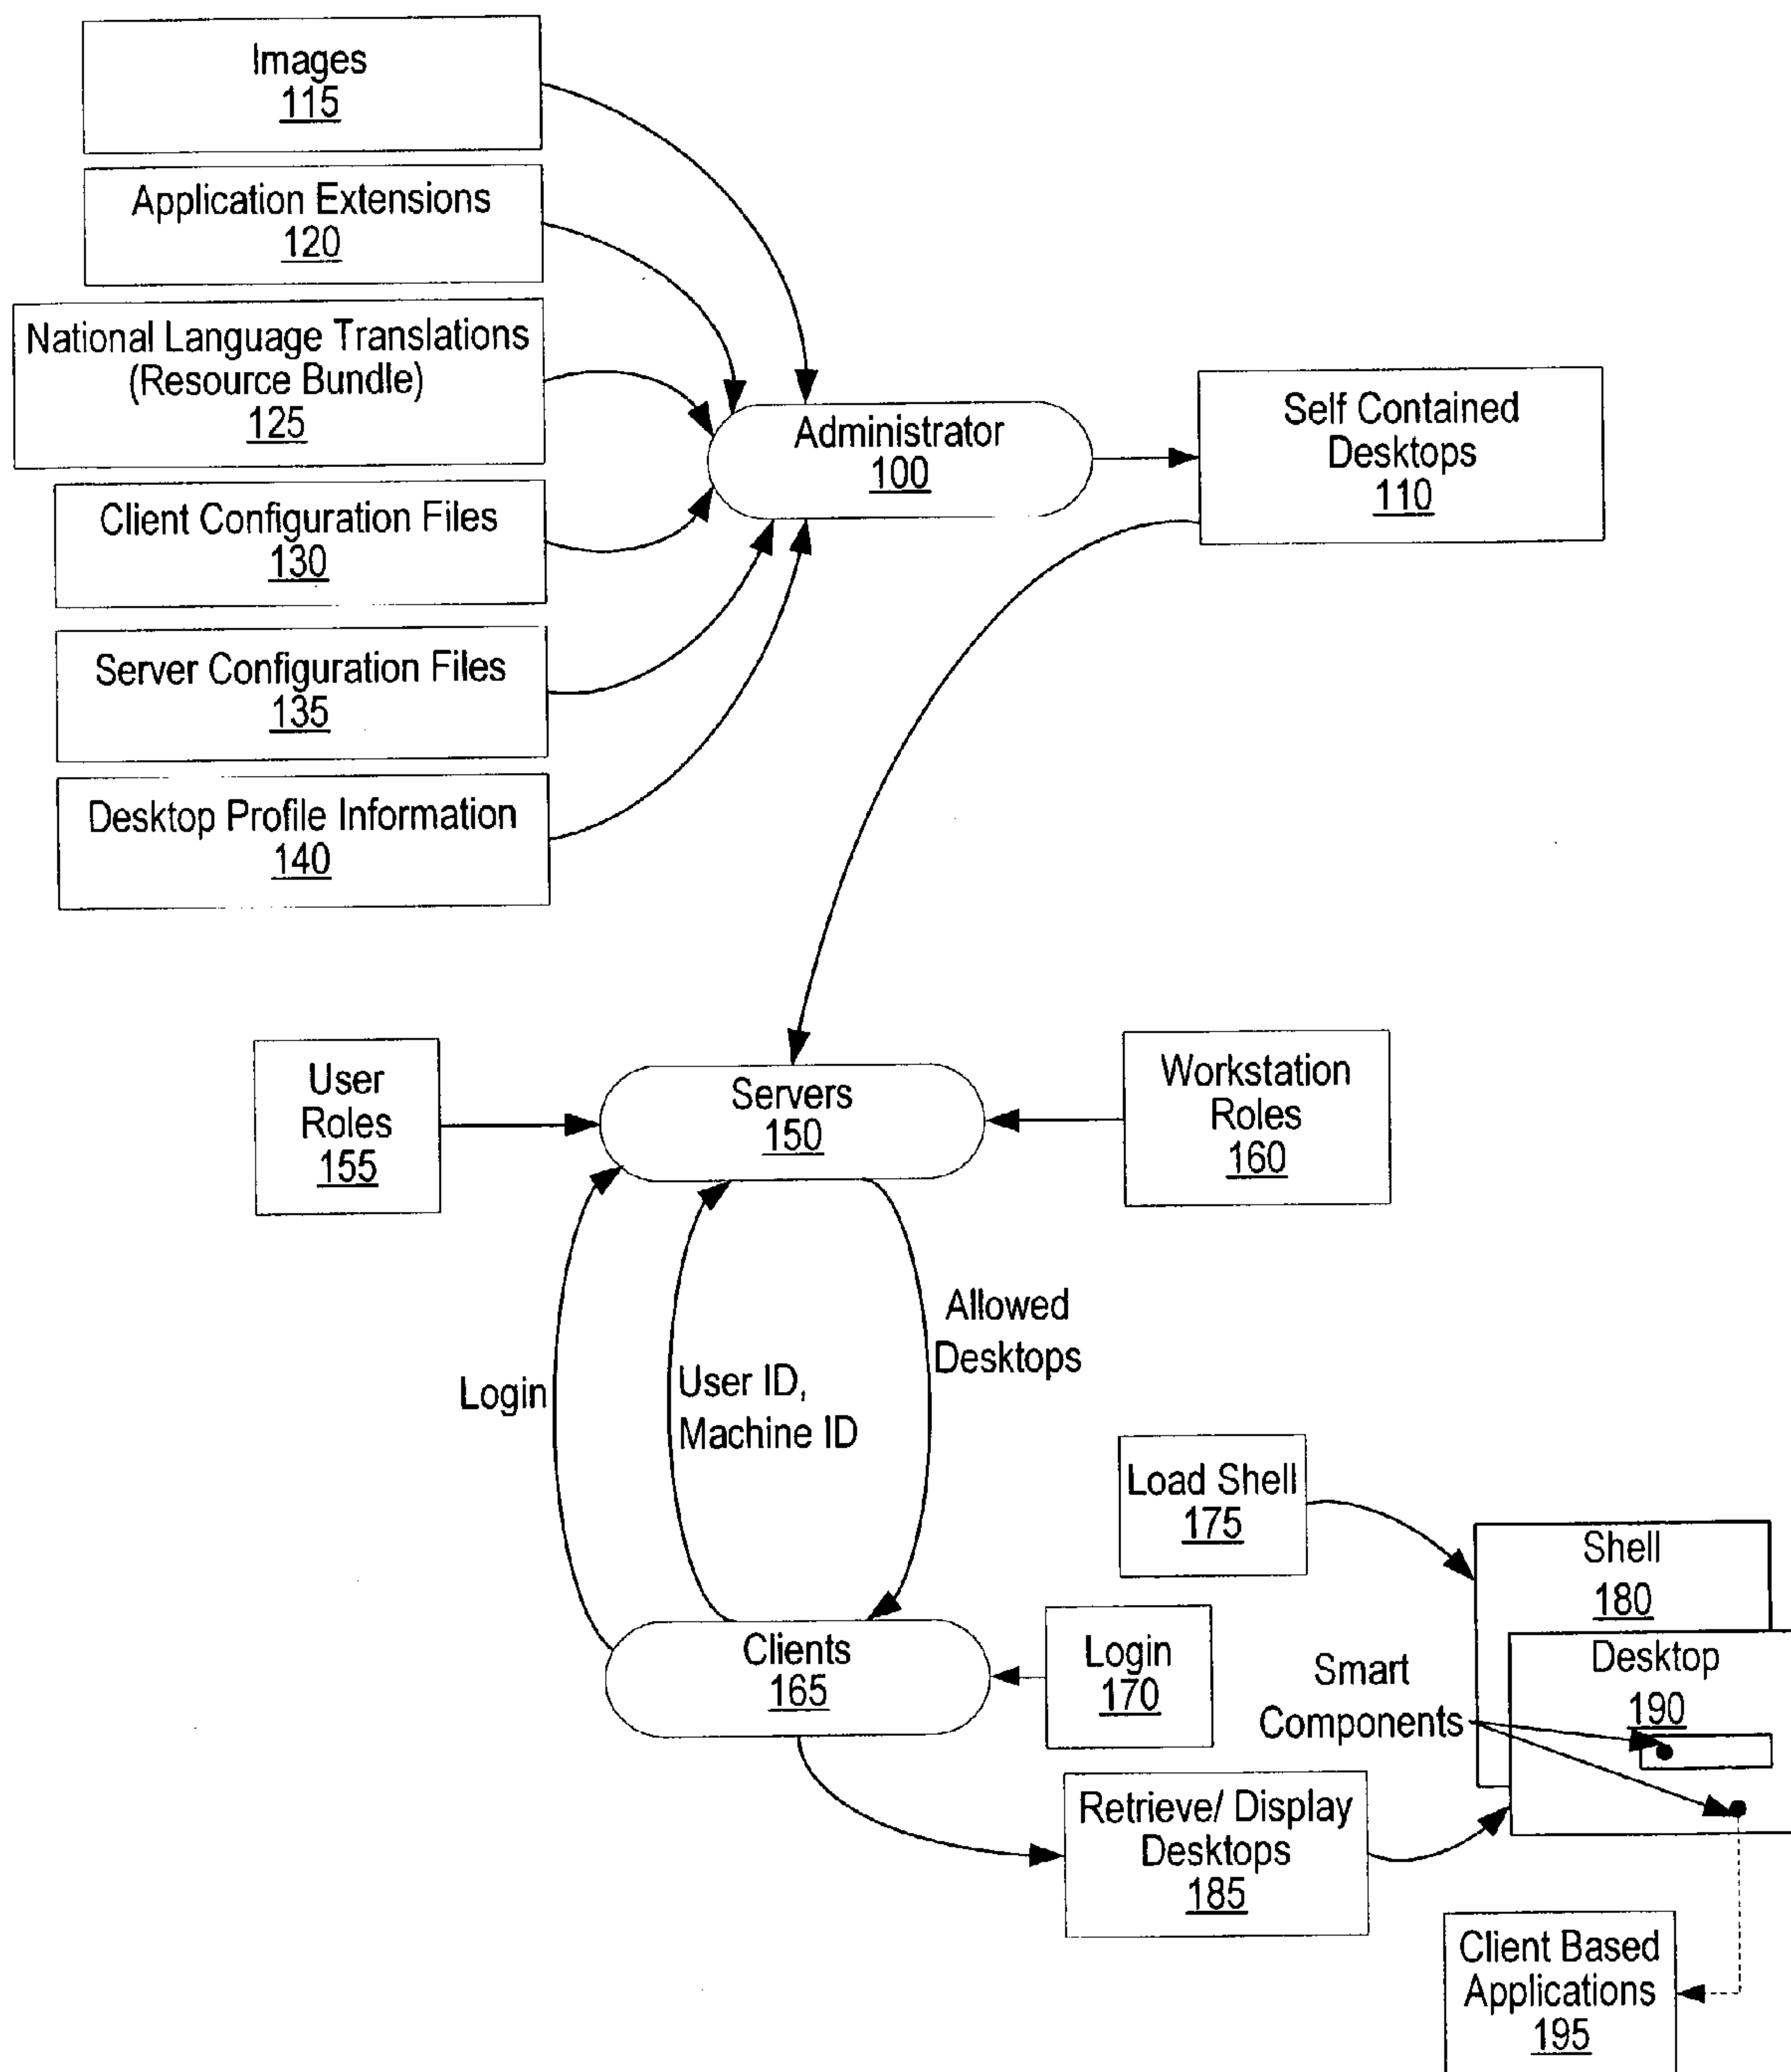 Images
115
Application Extensions
120
National Language Translations
(Resource Bundle)
125
Client Configuration Files
130
Server Configuration Files
135
Desktop Profile Information
140
Administrator
100
Self Contained
Desktops
110
User
Roles
155
Servers
150
Workstation
Roles
160
Login
User ID,
Machine ID
Allowed
Desktops
Clients
165
Login
170
Load Shell
175
Shell
180
Desktop
190
Smart
Components
Retrieve/ Display
Desktops
185
Client Based
Applications
195